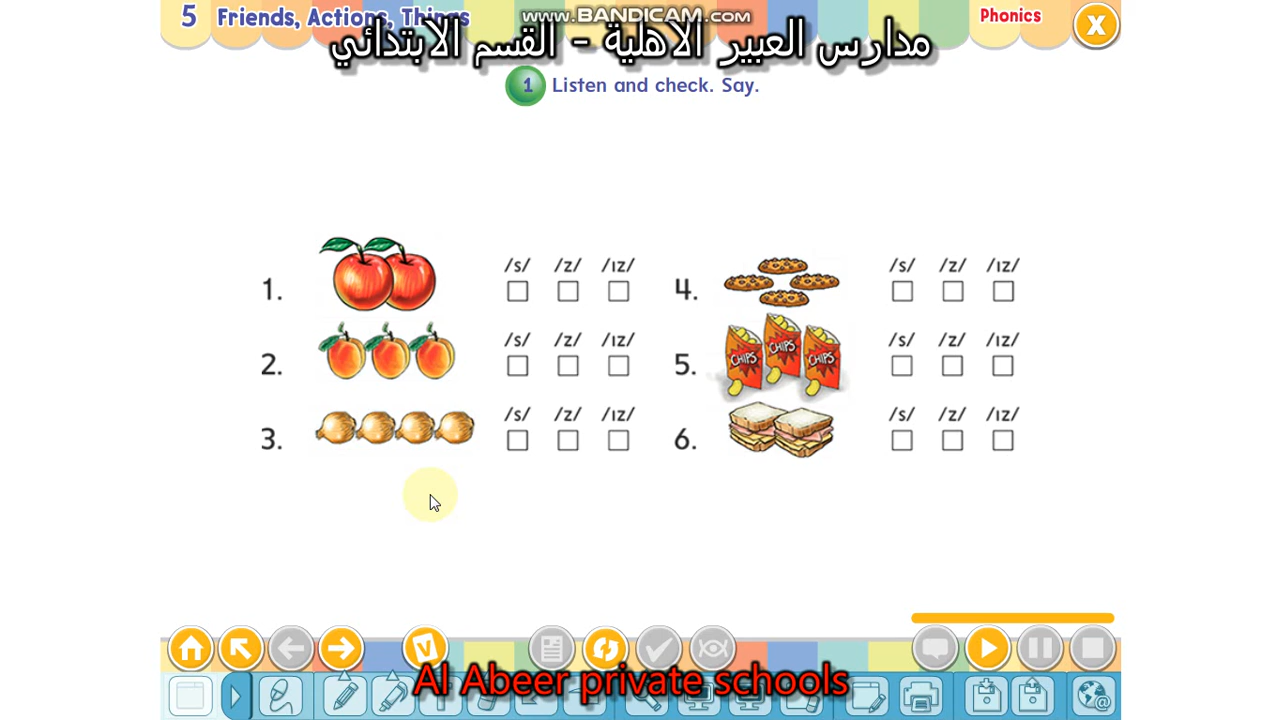 5 Friends, Actions, Things
www.BANDICAM.com
Phonics
X
مدارس العبير الاهلية - القسم الابتدائي
1 Listen and check. Say.
1. /s/ /z/ /ɪz/
2. /s/ /z/ /ɪz/
3. /s/ /z/ /ɪz/
4. /s/ /z/ /ɪz/
5. CHIPS CHIPS CHIPS /s/ /z/ /ɪz/
6. /s/ /z/ /ɪz/
V
Al Abeer private schools